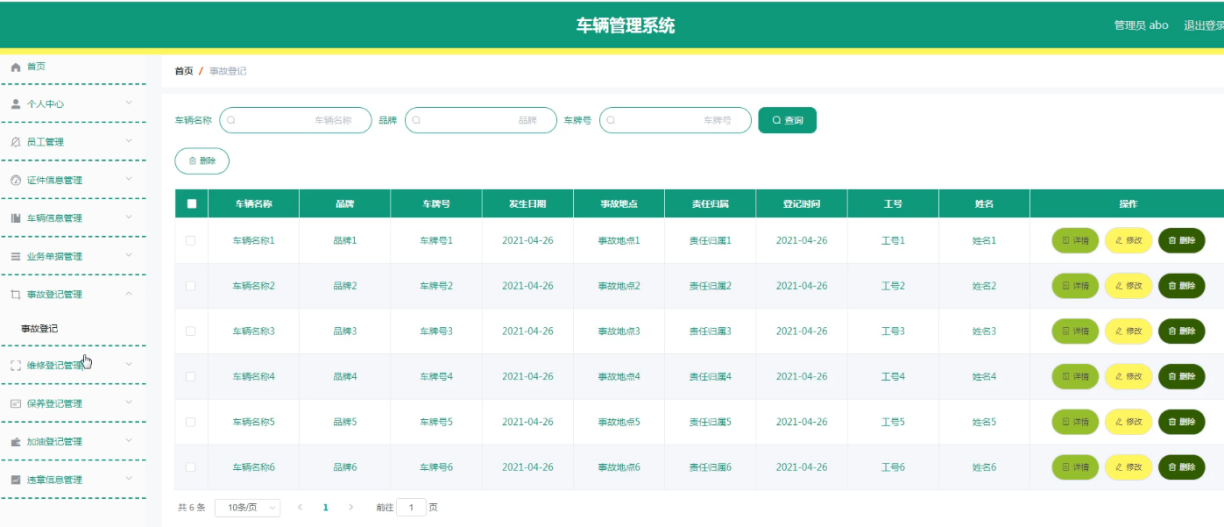 车辆管理系统
管理员 abo 退出登录
首页
个人中心
员工管理
证件信息管理
车辆信息管理
业务单据管理
事故登记管理
事故登记
维修登记管理
保养登记管理
加油登记管理
违章信息管理
首页 / 事故登记
车辆名称 车辆名称 品牌 品牌 车牌号 车牌号 查询
删除
车辆名称 品牌 车牌号 发生日期 事故地点 责任归属 登记时间 工号 姓名 操作
车辆名称1 品牌1 车牌号1 2021-04-26 事故地点1 责任归属1 2021-04-26 工号1 姓名1 详情 修改 删除
车辆名称2 品牌2 车牌号2 2021-04-26 事故地点2 责任归属2 2021-04-26 工号2 姓名2 详情 修改 删除
车辆名称3 品牌3 车牌号3 2021-04-26 事故地点3 责任归属3 2021-04-26 工号3 姓名3 详情 修改 删除
车辆名称4 品牌4 车牌号4 2021-04-26 事故地点4 责任归属4 2021-04-26 工号4 姓名4 详情 修改 删除
车辆名称5 品牌5 车牌号5 2021-04-26 事故地点5 责任归属5 2021-04-26 工号5 姓名5 详情 修改 删除
车辆名称6 品牌6 车牌号6 2021-04-26 事故地点6 责任归属6 2021-04-26 工号6 姓名6 详情 修改 删除
共 6 条 10条/页 1 前往 1 页